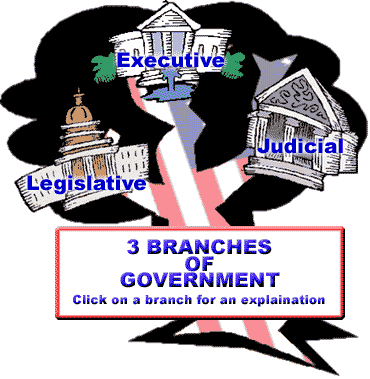 Executive
Judicial
Legislative
3 BRANCHES
OF
GOVERNMENT
Click on a branch for an explaination